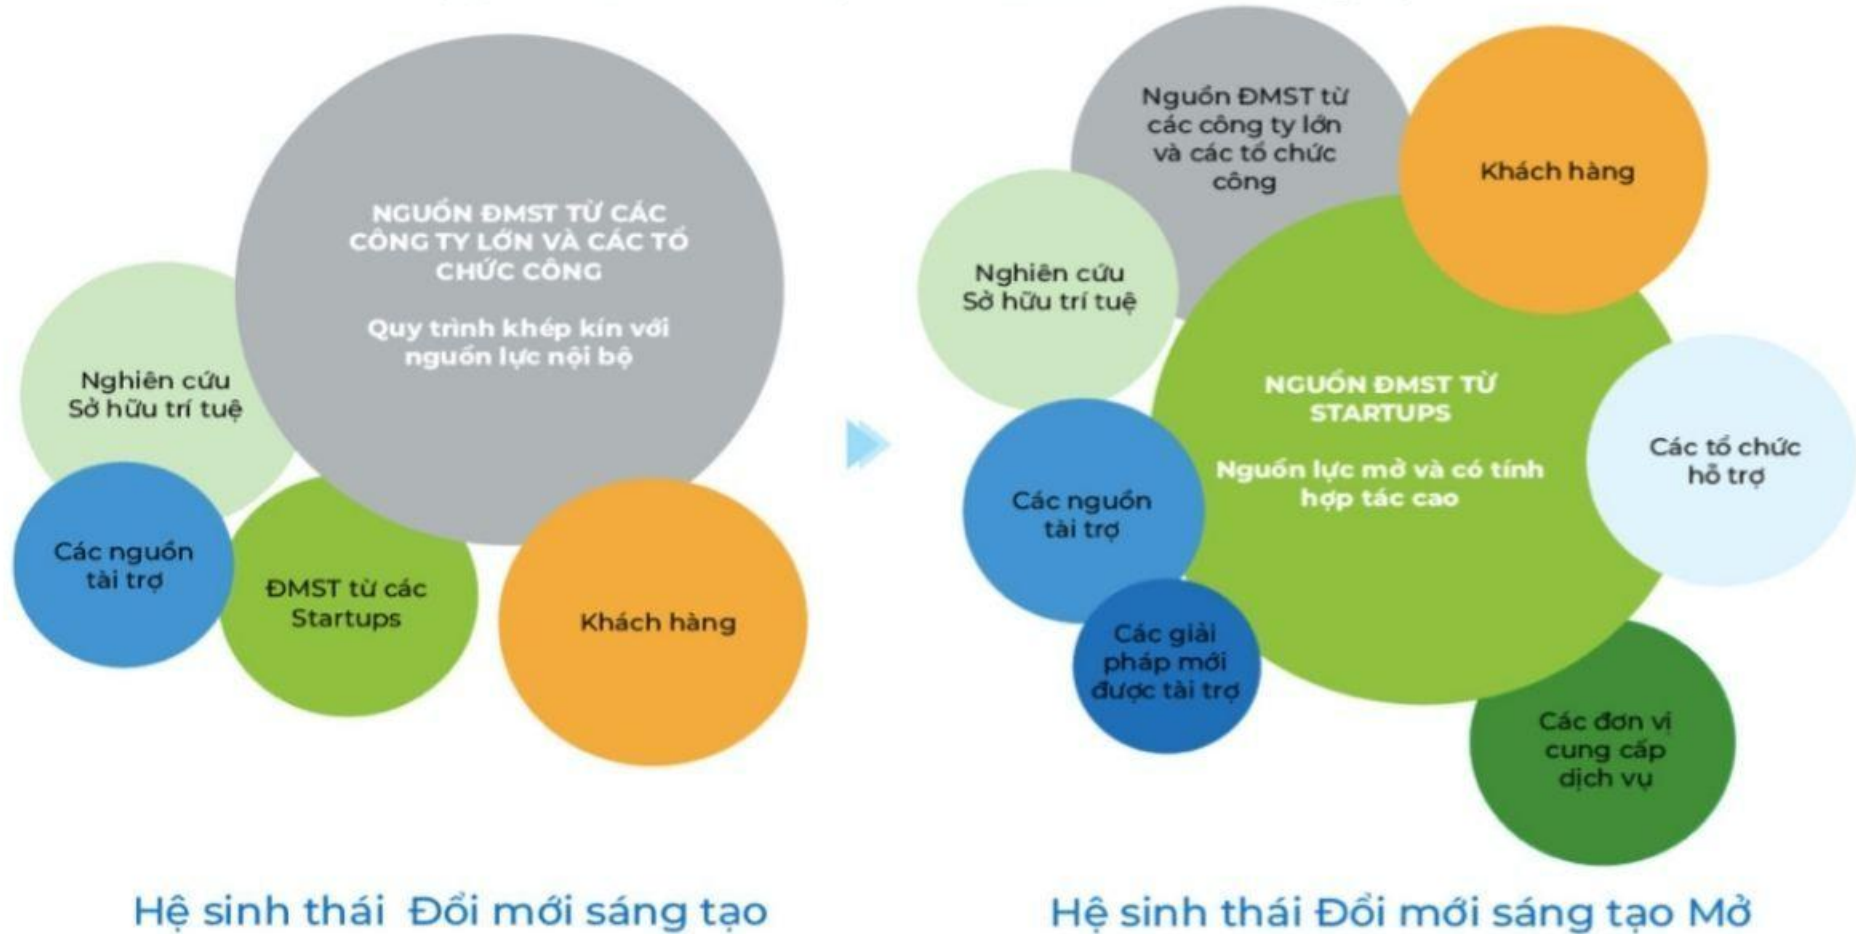 NGUỒN ĐMST TỪ CÁC
CÔNG TY LỚN VÀ CÁC TỔ
CHỨC CÔNG
Quy trình khép kín với
nguồn lực nội bộ
Nghiên cứu
Sở hữu trí tuệ
Các nguồn
tài trợ
ĐMST từ các
Startups
Khách hàng
Hệ sinh thái Đổi mới sáng tạo
Nguồn ĐMST từ
các công ty lớn
và các tổ chức
công
Khách hàng
Nghiên cứu
Sở hữu trí tuệ
NGUỒN ĐMST TỪ
STARTUPS
Nguồn lực mở và có tính
hợp tác cao
Các tổ chức
hỗ trợ
Các nguồn
tài trợ
Các giải
pháp mới
được tài trợ
Các đơn vị
cung cấp
dịch vụ
Hệ sinh thái Đổi mới sáng tạo Mở